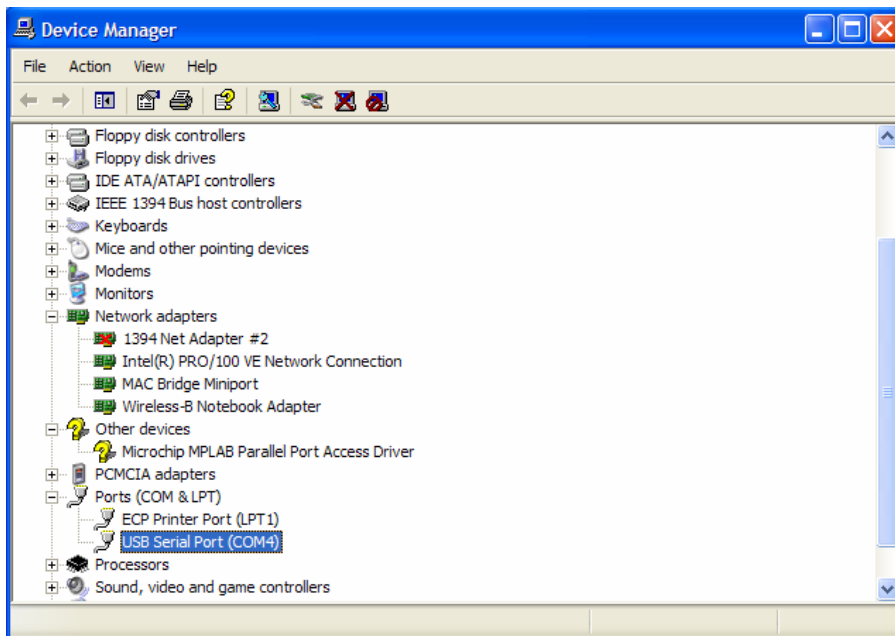 Device Manager
File Action View Help
Floppy disk controllers
Floppy disk drives
IDE ATA/ATAPI controllers
IEEE 1394 Bus host controllers
Keyboards
Mice and other pointing devices
Modems
Monitors
Network adapters
1394 Net Adapter #2
Intel(R) PRO/100 VE Network Connection
MAC Bridge Miniport
Wireless-B Notebook Adapter
Other devices
Microchip MPLAB Parallel Port Access Driver
PCMCIA adapters
Ports (COM & LPT)
ECP Printer Port (LPT1)
USB Serial Port (COM4)
Processors
Sound, video and game controllers